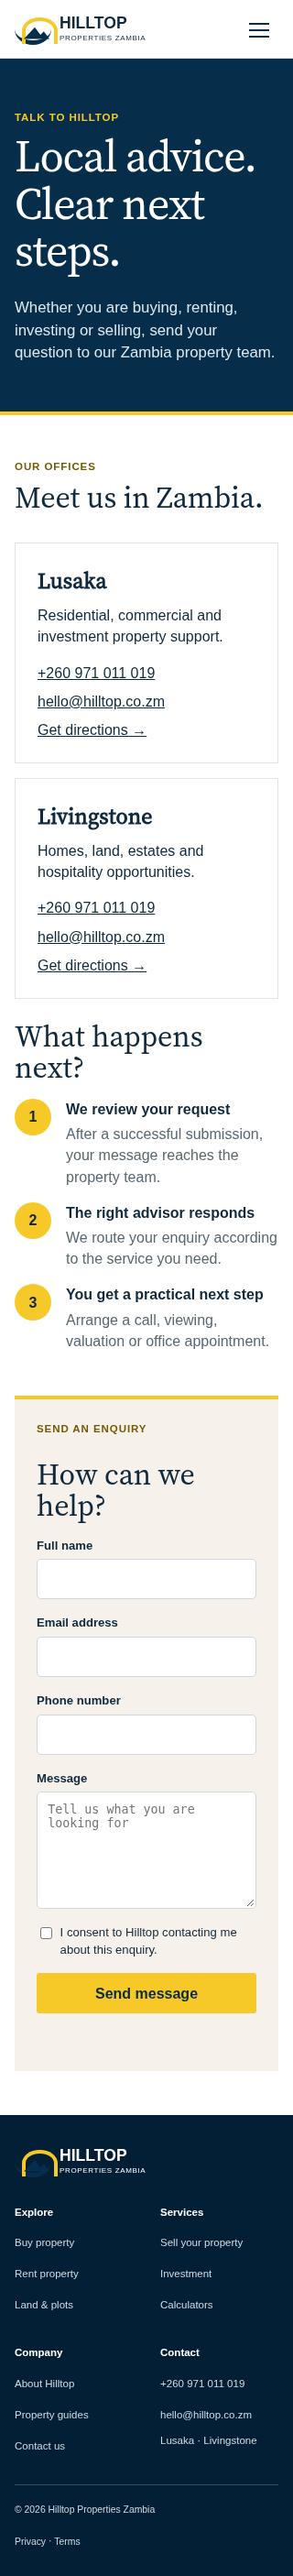 HILLTOP
PROPERTIES ZAMBIA
TALK TO HILLTOP
Local advice.
Clear next
steps.
Whether you are buying, renting,
investing or selling, send your
question to our Zambia property team.
OUR OFFICES
Meet us in Zambia.
Lusaka
Residential, commercial and
investment property support.
+260 971 011 019
hello@hilltop.co.zm
Get directions →
Livingstone
Homes, land, estates and
hospitality opportunities.
+260 971 011 019
hello@hilltop.co.zm
Get directions →
What happens
next?
1
We review your request
After a successful submission,
your message reaches the
property team.
2
The right advisor responds
We route your enquiry according
to the service you need.
3
You get a practical next step
Arrange a call, viewing,
valuation or office appointment.
SEND AN ENQUIRY
How can we
help?
Full name
Email address
Phone number
Message
Tell us what you are
looking for
I consent to Hilltop contacting me
about this enquiry.
Send message
HILLTOP
PROPERTIES ZAMBIA
Explore
Buy property
Rent property
Land & plots
Services
Sell your property
Investment
Calculators
Company
About Hilltop
Property guides
Contact us
Contact
+260 971 011 019
hello@hilltop.co.zm
Lusaka · Livingstone
© 2026 Hilltop Properties Zambia
Privacy · Terms